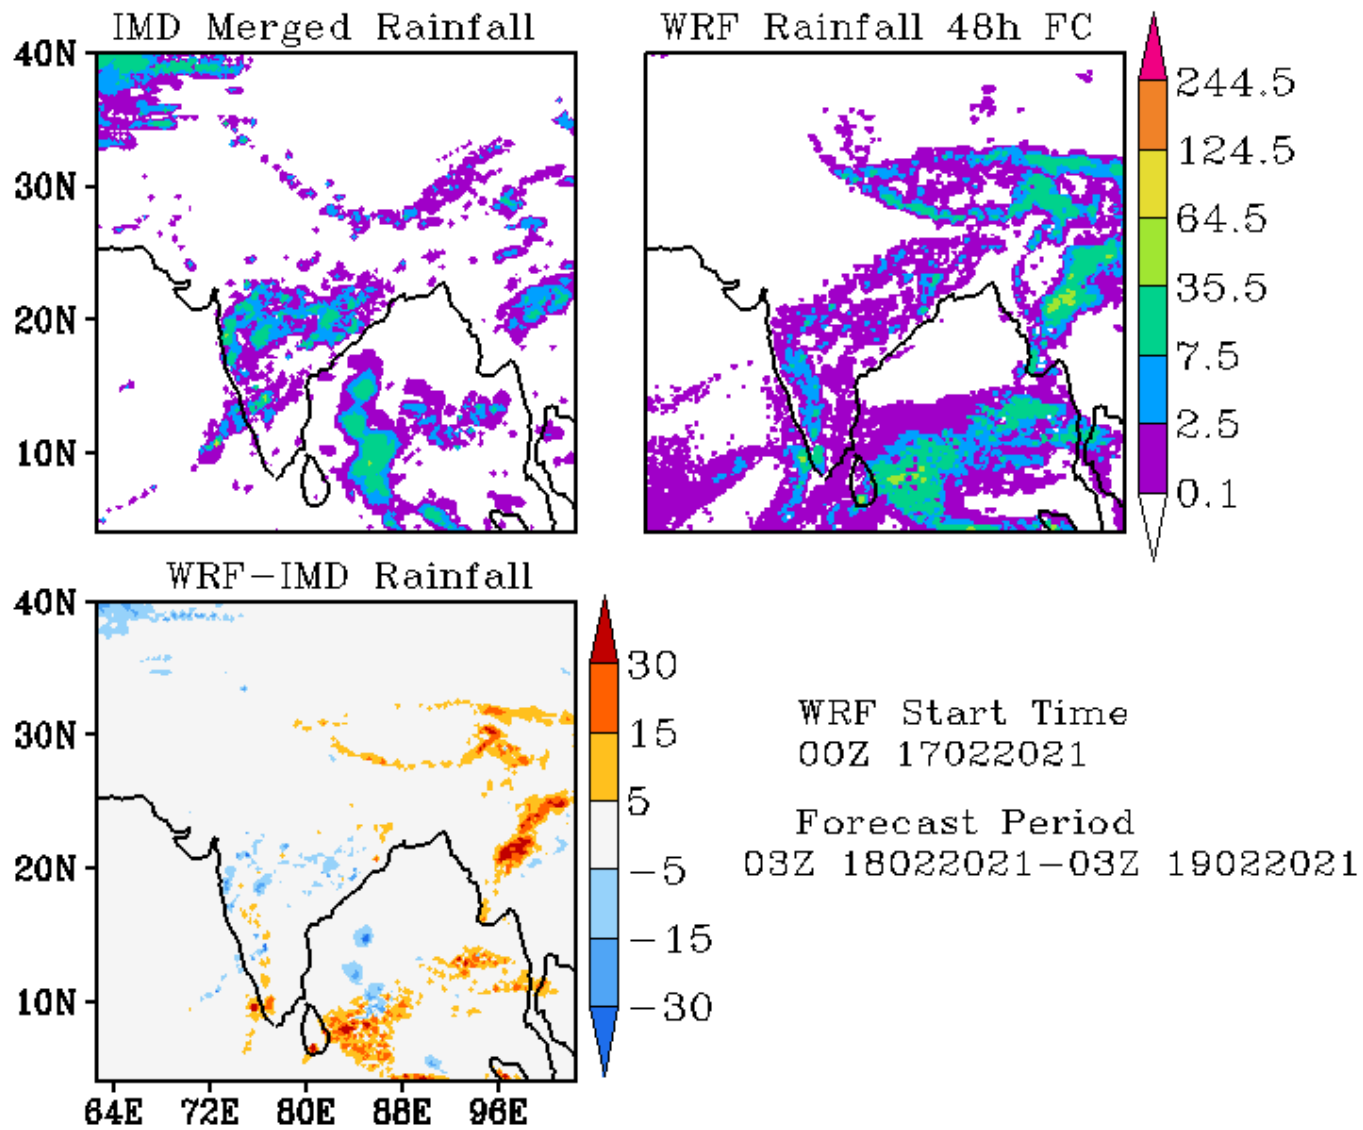 IMD Merged Rainfall
WRF Rainfall 48h FC
40N
30N
20N
10N
244.5
124.5
64.5
35.5
7.5
2.5
0.1
WRF-IMD Rainfall
40N
30N
20N
10N
64E 72E 80E 88E 96E
30
15
5
-5
-15
-30
WRF Start Time
00Z 17022021
Forecast Period
03Z 18022021-03Z 19022021